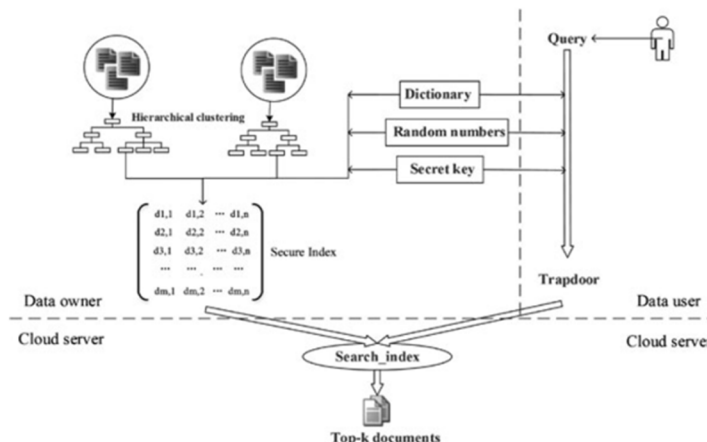 Query
Hierarchical clustering
Dictionary
Random numbers
Secret key
d1,1 d1,2 ... d1,n
d2,1 d2,2 ... d2,n
d3,1 d3,2 ... d3,n
... ... . ... ...
dm,1 dm,2 ... dm,n
Secure Index
Trapdoor
Data owner
Data user
Cloud server
Cloud server
Search_index
Top-k documents